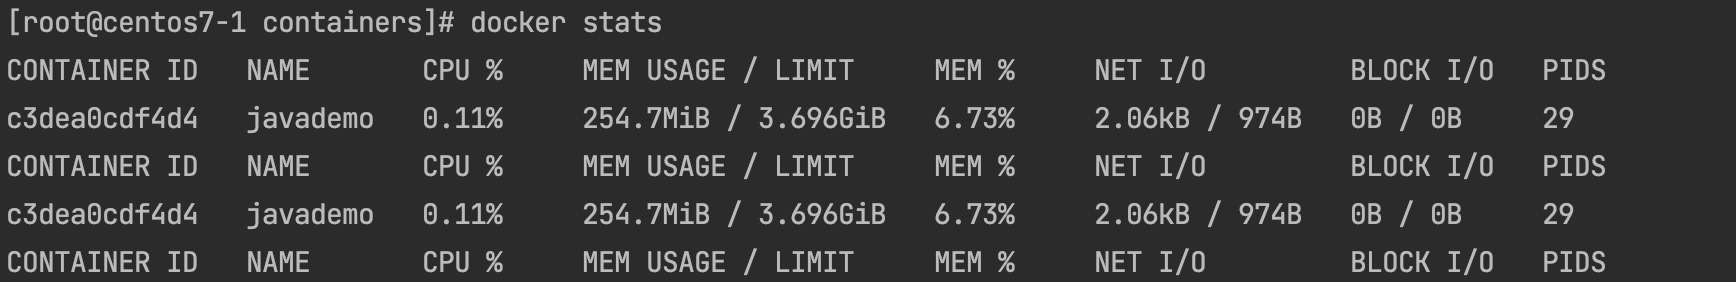 [root@centos7-1 containers]# docker stats
CONTAINER ID   NAME       CPU %     MEM USAGE / LIMIT     MEM %     NET I/O         BLOCK I/O   PIDS
c3dea0cdf4d4   javademo   0.11%     254.7MiB / 3.696GiB   6.73%     2.06kB / 974B   0B / 0B     29
CONTAINER ID   NAME       CPU %     MEM USAGE / LIMIT     MEM %     NET I/O         BLOCK I/O   PIDS
c3dea0cdf4d4   javademo   0.11%     254.7MiB / 3.696GiB   6.73%     2.06kB / 974B   0B / 0B     29
CONTAINER ID   NAME       CPU %     MEM USAGE / LIMIT     MEM %     NET I/O         BLOCK I/O   PIDS